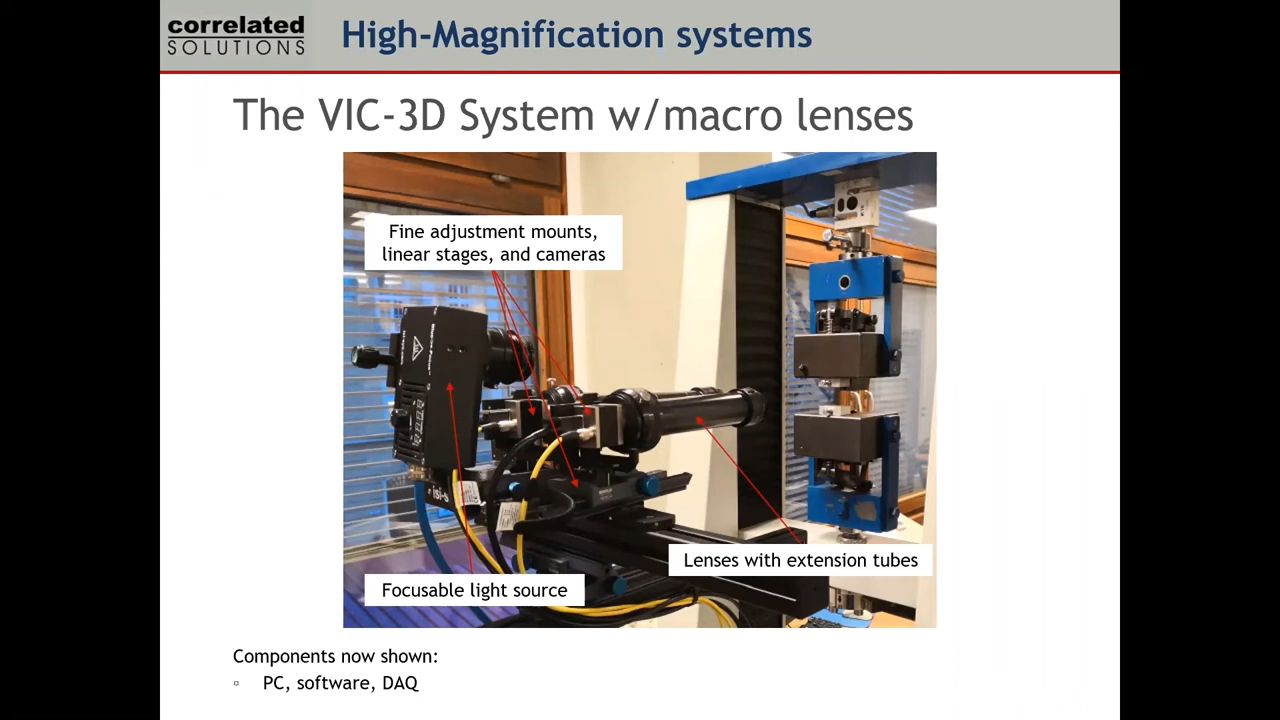 correlated
SOLUTIONS
High-Magnification systems
The VIC-3D System w/macro lenses
Fine adjustment mounts,
linear stages, and cameras
isi-s
Lenses with extension tubes
Focusable light source
Components now shown:
PC, software, DAQ